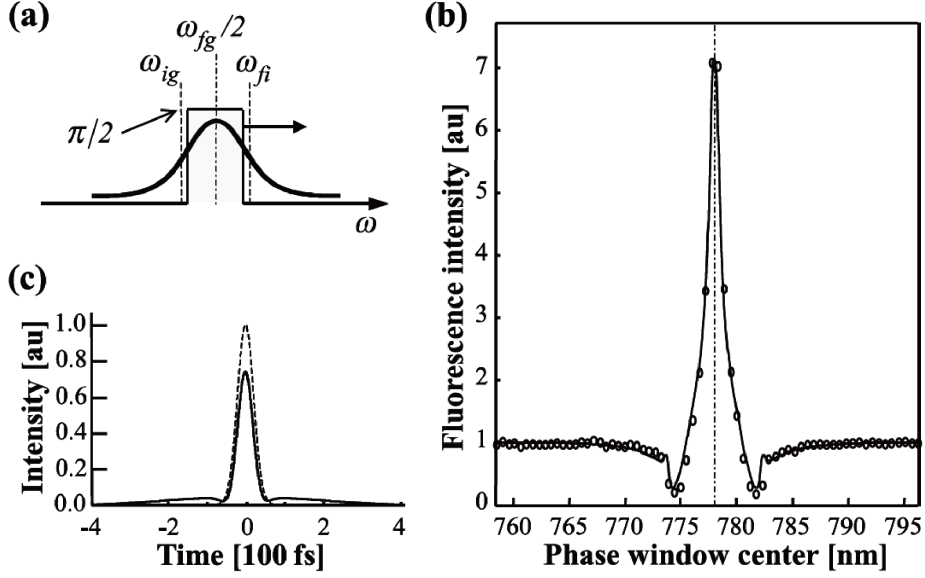 (a)
ω_fg/2
ω_ig
ω_fi
π/2
ω
(b)
Fluorescence intensity [au]
7
6
5
4
3
2
1
0
760 765 770 775 780 785 790 795
Phase window center [nm]
(c)
Intensity [au]
1.0
0.8
0.6
0.4
0.2
0.0
-4 -2 0 2 4
Time [100 fs]